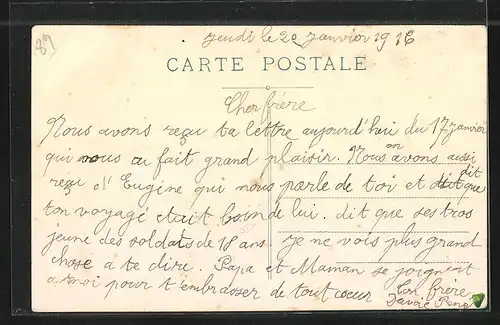 89
jeudi le 20 janvier 1916
CARTE POSTALE
Cher frère
Nous avons reçu ta lettre aujourd'hui du 17 janvier
qui nous a fait grand plaisir. Nous en avons aussi
reçu d'Eugène qui nous parle de toi et dit que
ton voyage était loin de lui. dit que ses tros
jeune des soldats de 18 ans. je ne vois plus grand
chose a te dire. Papa et Maman se joignent
a moi pour t'embrasser de tout coeur Ton frère